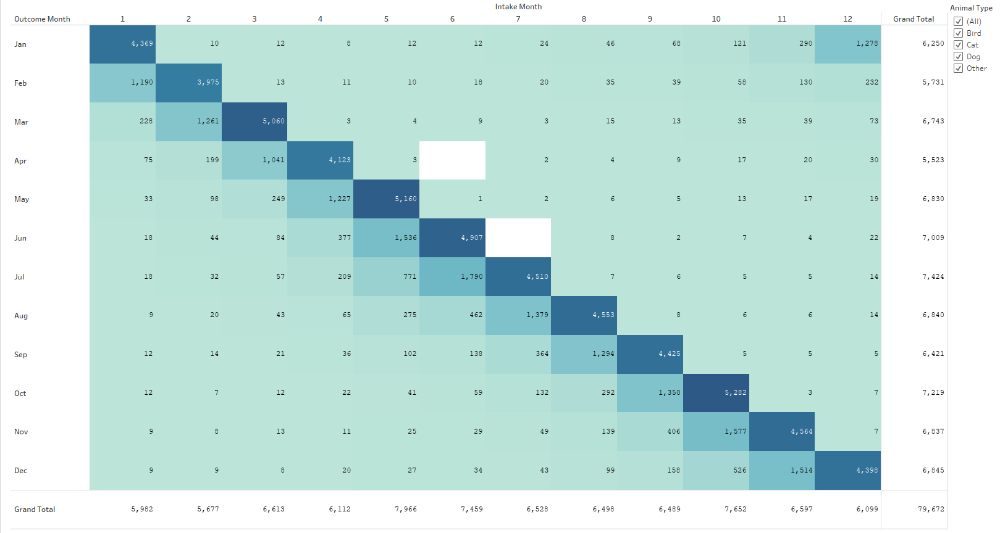 Intake Month
Outcome Month 1 2 3 4 5 6 7 8 9 10 11 12 Grand Total
Jan 4,369 10 12 8 12 12 24 46 68 121 290 1,278 6,250
Feb 1,190 3,975 13 11 10 18 20 35 39 58 130 232 5,731
Mar 228 1,261 5,060 3 4 9 3 15 13 35 39 73 6,743
Apr 75 199 1,041 4,123 3 2 4 9 17 20 30 5,523
May 33 98 249 1,227 5,160 1 2 6 5 13 17 19 6,830
Jun 18 44 84 377 1,536 4,907 8 2 7 4 22 7,009
Jul 18 32 57 209 771 1,790 4,510 7 6 5 5 14 7,424
Aug 9 20 43 65 275 462 1,379 4,553 8 6 6 14 6,840
Sep 12 14 21 36 102 138 364 1,294 4,425 5 5 5 6,421
Oct 12 7 12 22 41 59 132 292 1,350 5,282 3 7 7,219
Nov 9 8 13 11 25 29 49 139 406 1,577 4,564 7 6,837
Dec 9 9 8 20 27 34 43 99 158 526 1,514 4,398 6,845
Grand Total 5,982 5,677 6,613 6,112 7,966 7,459 6,528 6,498 6,489 7,652 6,597 6,099 79,672
Animal Type
(All)
Bird
Cat
Dog
Other